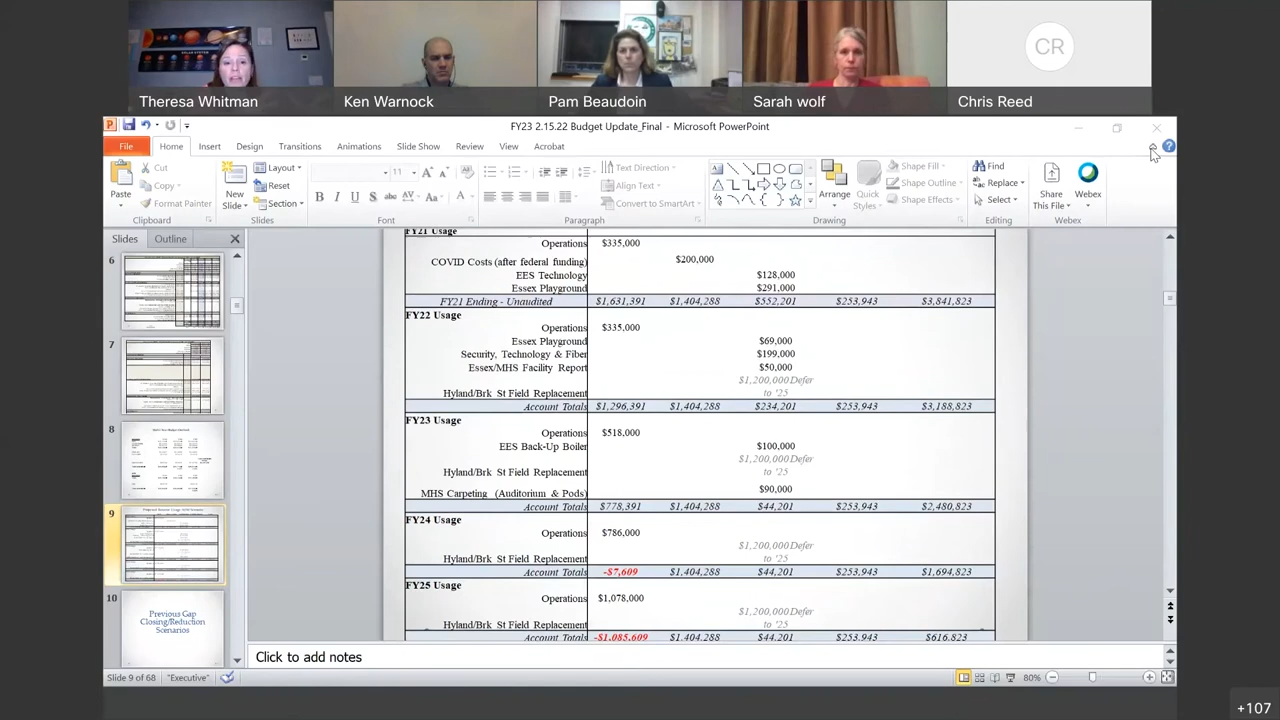 CR
Theresa Whitman
Ken Warnock
Pam Beaudoin
Sarah wolf
Chris Reed
FY23 2.15.22 Budget Update_Final - Microsoft PowerPoint
File Home Insert Design Transitions Animations Slide Show Review View Acrobat
Paste
Cut
Copy
Format Painter
Clipboard
New Slide
Layout
Reset
Section
Slides
11
Font
Text Direction
Align Text
Convert to SmartArt
Paragraph
Arrange
Quick Styles
Shape Fill
Shape Outline
Shape Effects
Drawing
Find
Replace
Select
Editing
Share This File
Webex
Webex
Slides Outline
6
7
8
9
10
Previous Gap
Closing/Reduction
Scenarios
FY21 Usage
Operations $335,000
COVID Costs (after federal funding) $200,000
EES Technology $128,000
Essex Playground $291,000
FY21 Ending - Unaudited $1,631,391 $1,404,288 $552,201 $253,943 $3,841,823
FY22 Usage
Operations $335,000
Essex Playground $69,000
Security, Technology & Fiber $199,000
Essex/MHS Facility Report $50,000
$1,200,000 Defer
Hyland/Brk St Field Replacement to '25
Account Totals $1,296,391 $1,404,288 $234,201 $253,943 $3,188,823
FY23 Usage
Operations $518,000
EES Back-Up Boiler $100,000
$1,200,000 Defer
Hyland/Brk St Field Replacement to '25
MHS Carpeting (Auditorium & Pods) $90,000
Account Totals $778,391 $1,404,288 $44,201 $253,943 $2,480,823
FY24 Usage
Operations $786,000
$1,200,000 Defer
Hyland/Brk St Field Replacement to '25
Account Totals -$7,609 $1,404,288 $44,201 $253,943 $1,694,823
FY25 Usage
Operations $1,078,000
$1,200,000 Defer
Hyland/Brk St Field Replacement to '25
Account Totals -$1,085,609 $1,404,288 $44,201 $253,943 $616,823
Click to add notes
Slide 9 of 68 "Executive" 80%
+107